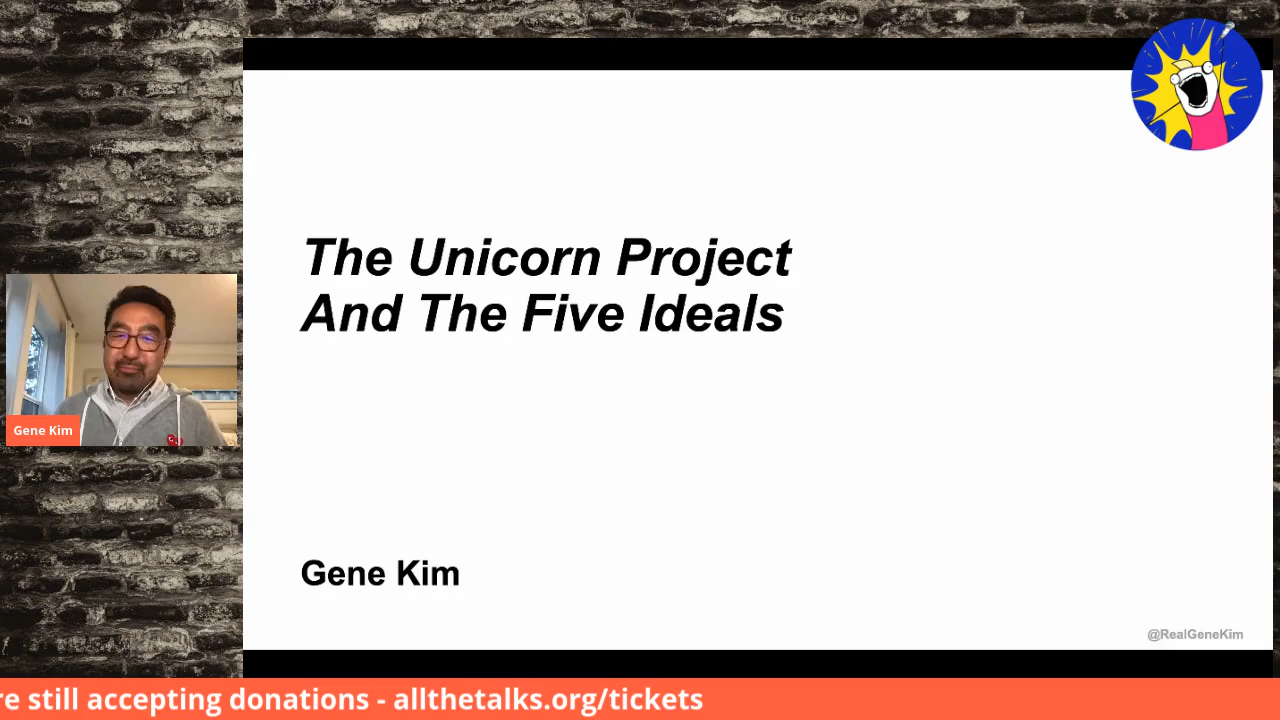 The Unicorn Project
And The Five Ideals
Gene Kim
Gene Kim
@RealGeneKim
re still accepting donations - allthetalks.org/tickets